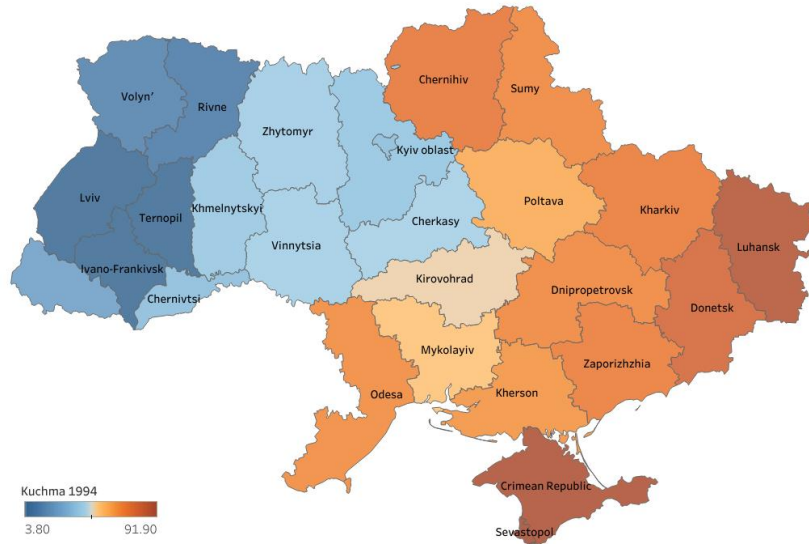 Chernihiv
Sumy
Volyn'
Rivne
Zhytomyr
Kyiv oblast
Lviv
Ternopil
Khmelnytskyi
Poltava
Kharkiv
Cherkasy
Vinnytsia
Luhansk
Ivano-Frankivsk
Kirovohrad
Chernivtsi
Dnipropetrovsk
Donetsk
Mykolayiv
Zaporizhzhia
Odesa
Kherson
Crimean Republic
Sevastopol
Kuchma 1994
3.80 91.90